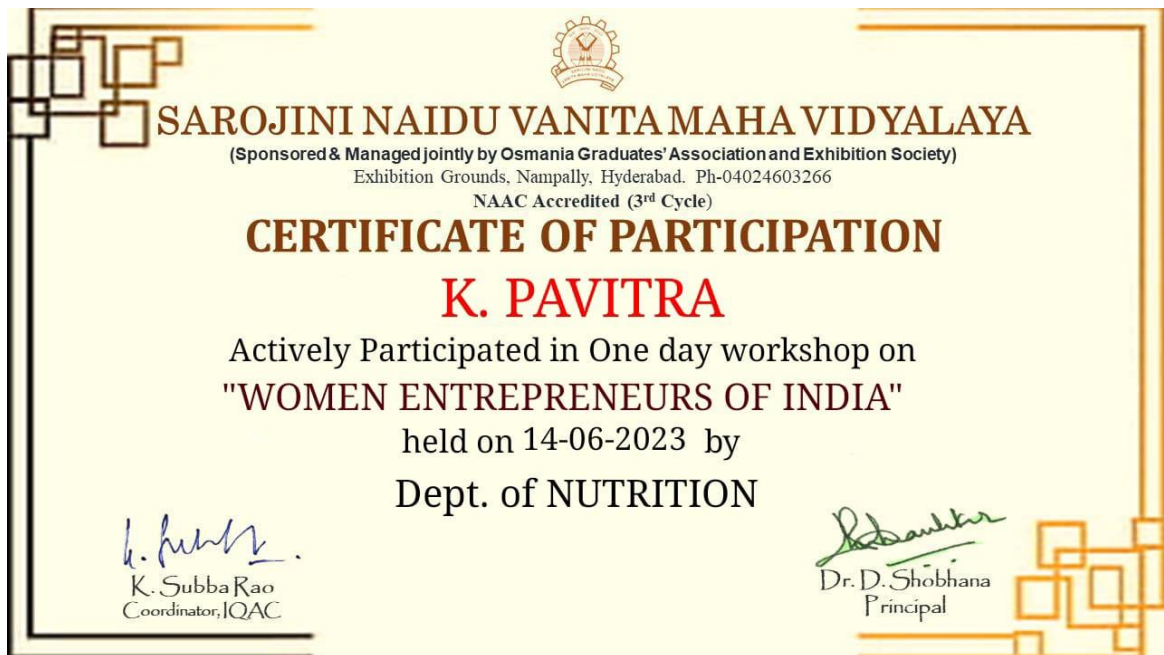 SAROJINI NAIDU VANITA MAHA VIDYALAYA
(Sponsored & Managed jointly by Osmania Graduates' Association and Exhibition Society)
Exhibition Grounds, Nampally, Hyderabad. Ph-04024603266
NAAC Accredited (3rd Cycle)
CERTIFICATE OF PARTICIPATION
K. PAVITRA
Actively Participated in One day workshop on
"WOMEN ENTREPRENEURS OF INDIA"
held on 14-06-2023 by
Dept. of NUTRITION
K. Subba Rao
Coordinator, IQAC
Dr. D. Shobhana
Principal